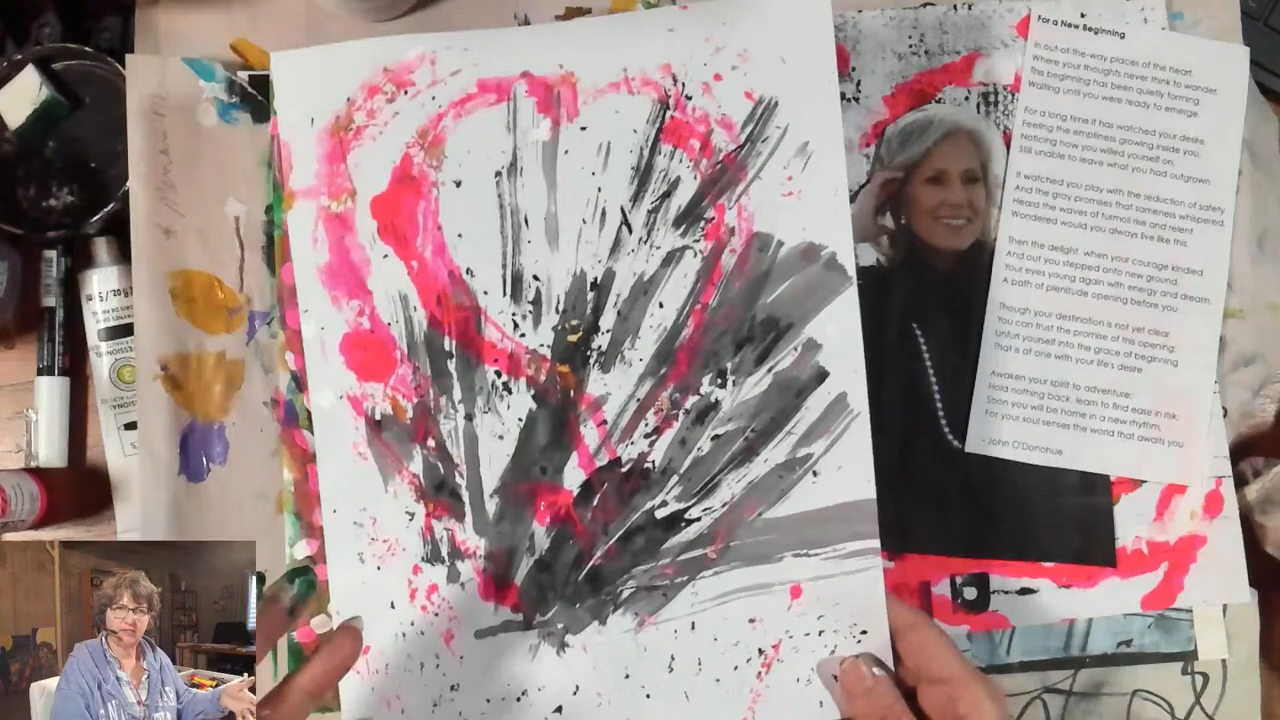 For a New Beginning
In out-of-the-way places of the heart,
Where your thoughts never think to wander,
This beginning has been quietly forming,
Waiting until you were ready to emerge.
For a long time it has watched your desire,
Feeling the emptiness growing inside you,
Noticing how you willed yourself on,
Still unable to leave what you had outgrown.
It watched you play with the seduction of safety
And the gray promises that sameness whispered,
Heard the waves of turmoil rise and relent,
Wondered would you always live like this.
Then the delight, when your courage kindled,
And out you stepped onto new ground,
Your eyes young again with energy and dream,
A path of plenitude opening before you.
Though your destination is not yet clear
You can trust the promise of this opening;
Unfurl yourself into the grace of beginning
That is at one with your life's desire.
Awaken your spirit to adventure;
Hold nothing back, learn to find ease in risk;
Soon you will be home in a new rhythm,
For your soul senses the world that awaits you.
- John O'Donohue